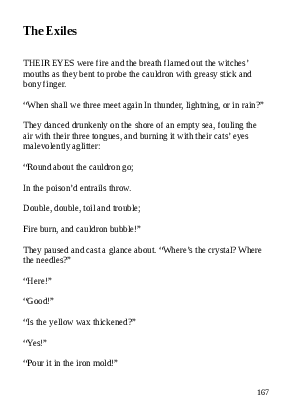 The Exiles
THEIR EYES were fire and the breath flamed out the witches’
mouths as they bent to probe the cauldron with greasy stick and
bony finger.
“When shall we three meet again In thunder, lightning, or in rain?”
They danced drunkenly on the shore of an empty sea, fouling the
air with their three tongues, and burning it with their cats’ eyes
malevolently aglitter:
“Round about the cauldron go;
In the poison’d entrails throw.
Double, double, toil and trouble;
Fire burn, and cauldron bubble!”
They paused and cast a glance about. “Where’s the crystal? Where
the needles?”
“Here!”
“Good!”
“Is the yellow wax thickened?”
“Yes!”
“Pour it in the iron mold!”
167